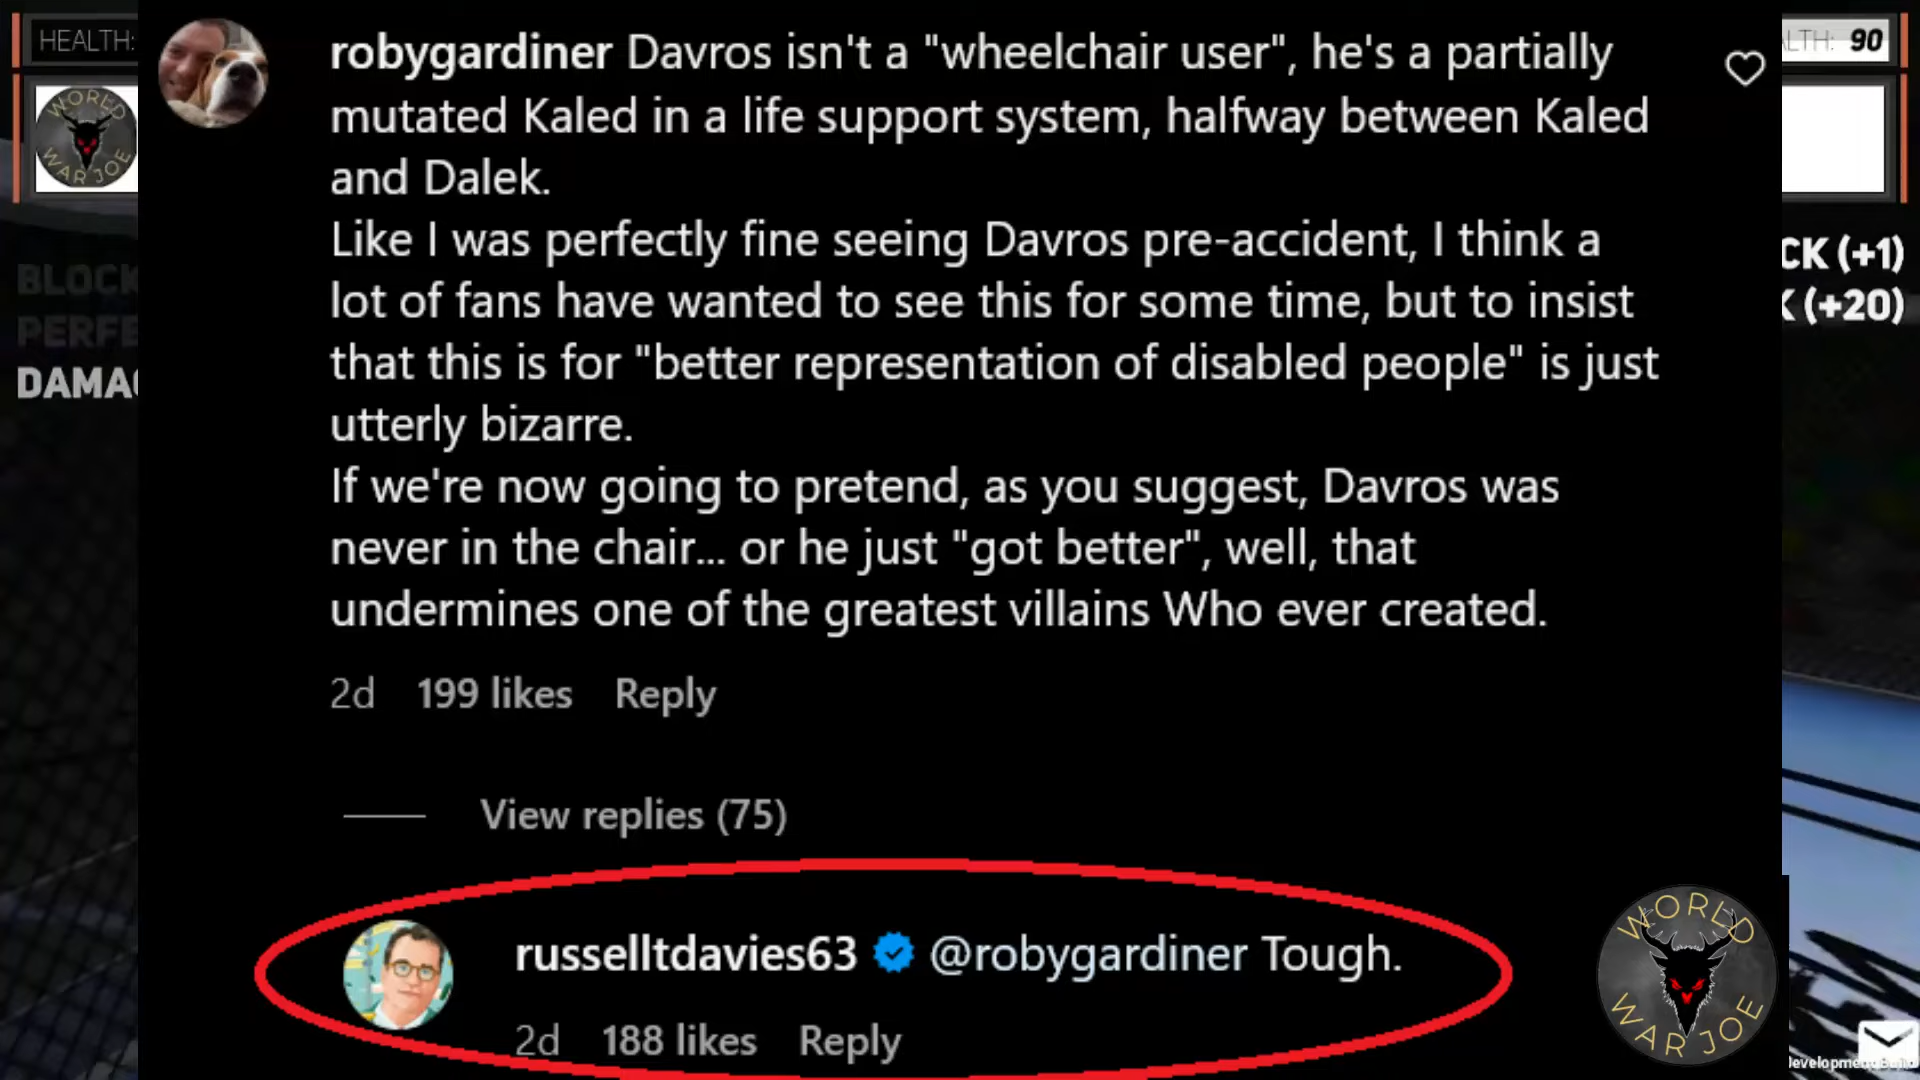 HEALTH:
LTH: 90
WORLD
WAR JOE
robygardiner Davros isn't a "wheelchair user", he's a partially
mutated Kaled in a life support system, halfway between Kaled
and Dalek.
Like I was perfectly fine seeing Davros pre-accident, I think a
lot of fans have wanted to see this for some time, but to insist
that this is for "better representation of disabled people" is just
utterly bizarre.
If we're now going to pretend, as you suggest, Davros was
never in the chair... or he just "got better", well, that
undermines one of the greatest villains Who ever created.
BLOCK
PERFE
DAMA
CK (+1)
K (+20)
2d 199 likes Reply
View replies (75)
russelltdavies63 @robygardiner Tough.
2d 188 likes Reply
WORLD
WAR JOE